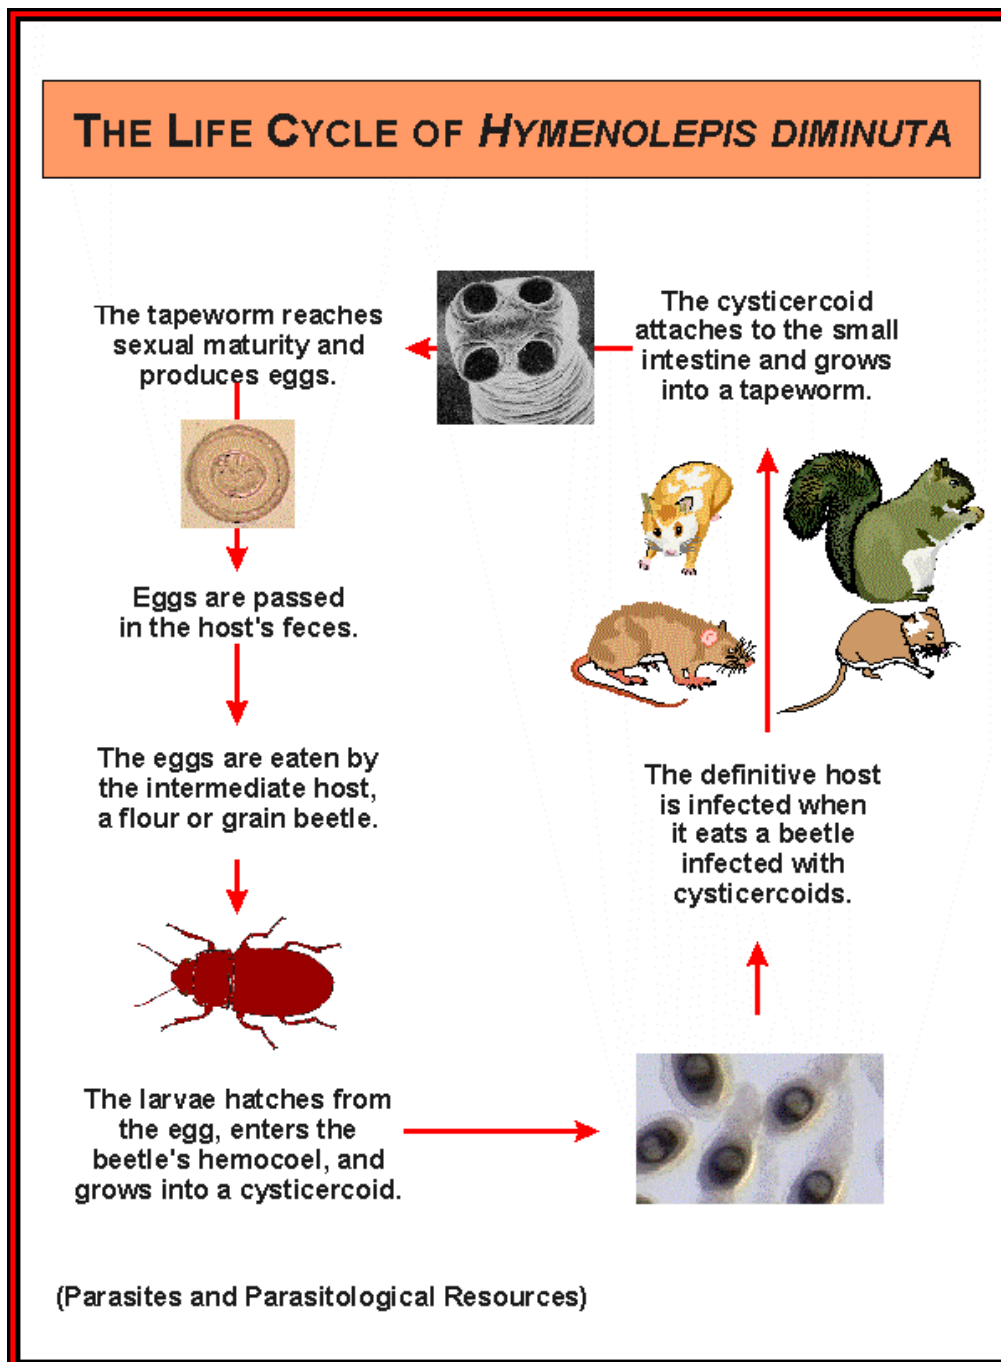 THE LIFE CYCLE OF HYMENOLEPIS DIMINUTA
The tapeworm reaches
sexual maturity and
produces eggs.
Eggs are passed
in the host's feces.
The eggs are eaten by
the intermediate host,
a flour or grain beetle.
The larvae hatches from
the egg, enters the
beetle's hemocoel, and
grows into a cysticercoid.
The definitive host
is infected when
it eats a beetle
infected with
cysticercoids.
The cysticercoid
attaches to the small
intestine and grows
into a tapeworm.
(Parasites and Parasitological Resources)